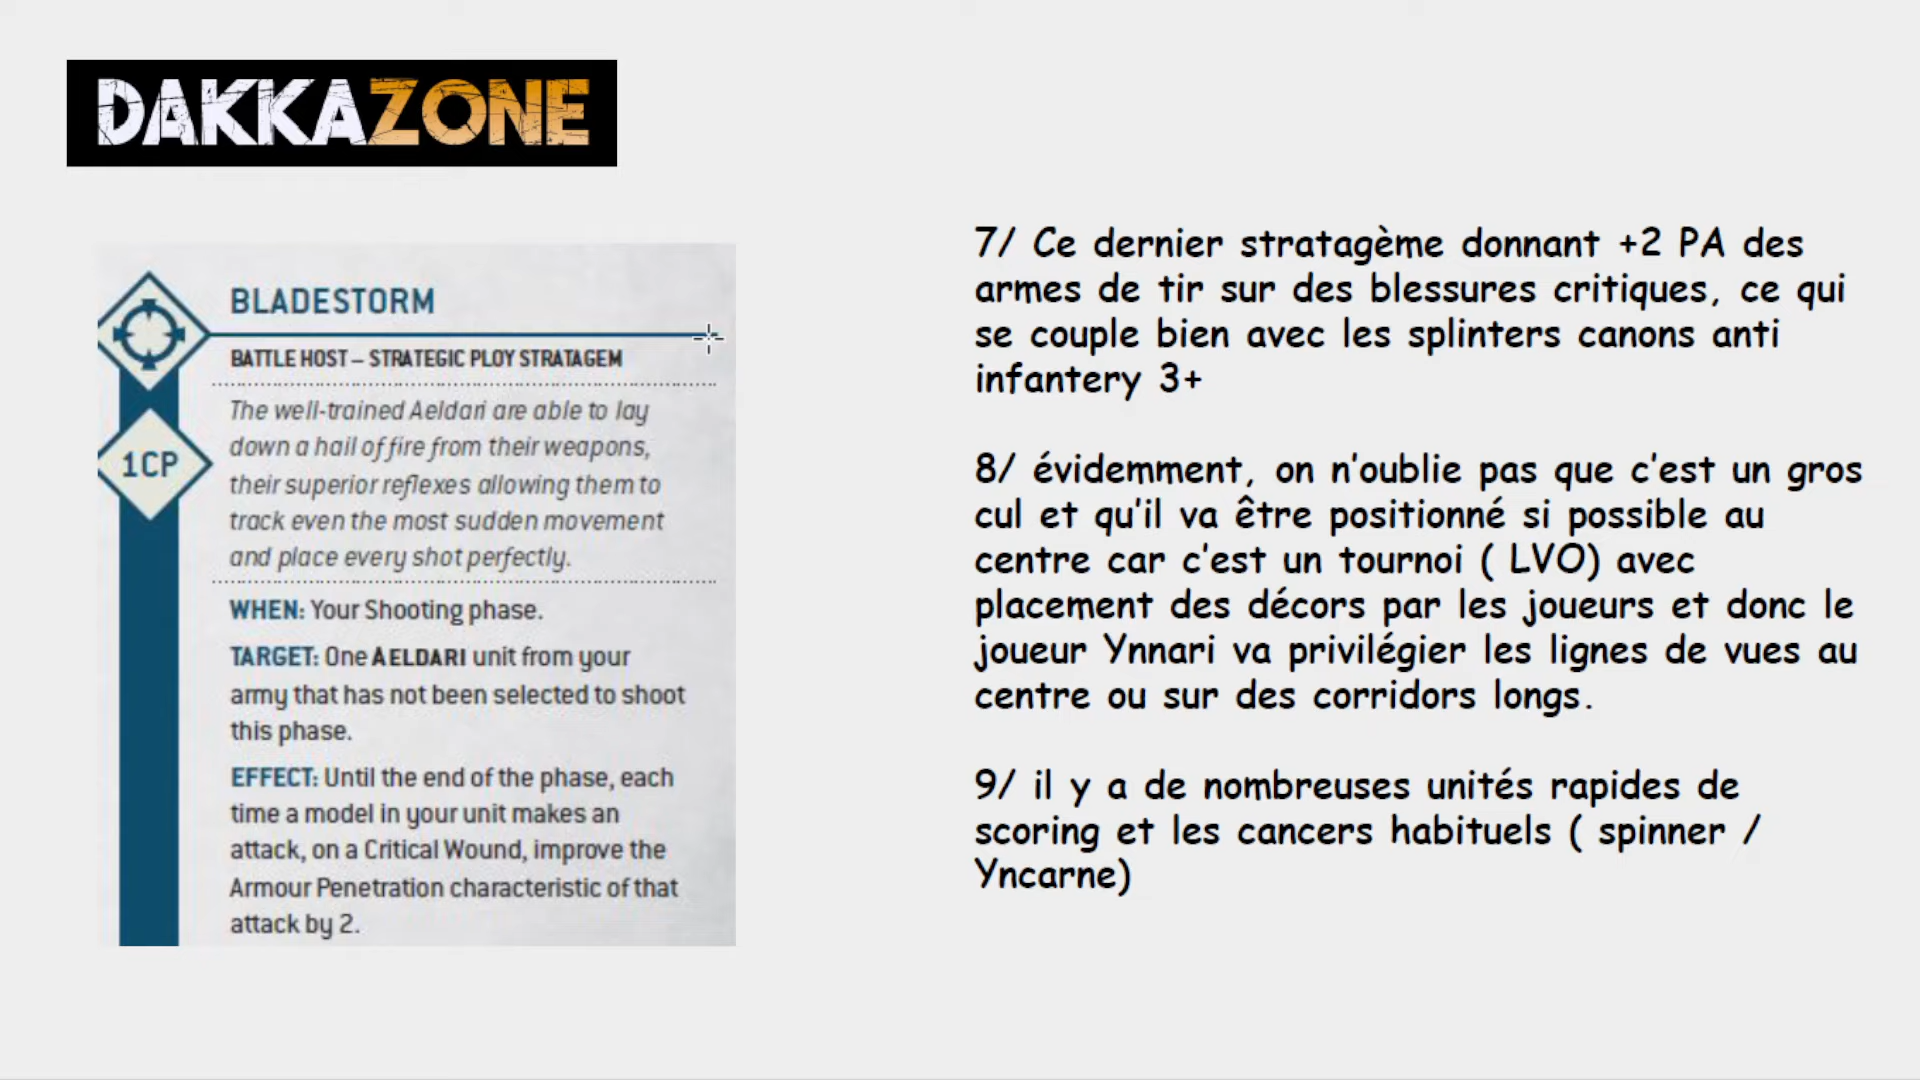 DAKKAZONE
BLADESTORM
BATTLE HOST – STRATEGIC PLOY STRATAGEM
1CP
The well-trained Aeldari are able to lay
down a hail of fire from their weapons,
their superior reflexes allowing them to
track even the most sudden movement
and place every shot perfectly.
WHEN: Your Shooting phase.
TARGET: One AELDARI unit from your
army that has not been selected to shoot
this phase.
EFFECT: Until the end of the phase, each
time a model in your unit makes an
attack, on a Critical Wound, improve the
Armour Penetration characteristic of that
attack by 2.
7/ Ce dernier stratagème donnant +2 PA des
armes de tir sur des blessures critiques, ce qui
se couple bien avec les splinters canons anti
infantery 3+
8/ évidemment, on n'oublie pas que c'est un gros
cul et qu'il va être positionné si possible au
centre car c'est un tournoi ( LVO) avec
placement des décors par les joueurs et donc le
joueur Ynnari va privilégier les lignes de vues au
centre ou sur des corridors longs.
9/ il y a de nombreuses unités rapides de
scoring et les cancers habituels ( spinner /
Yncarne)